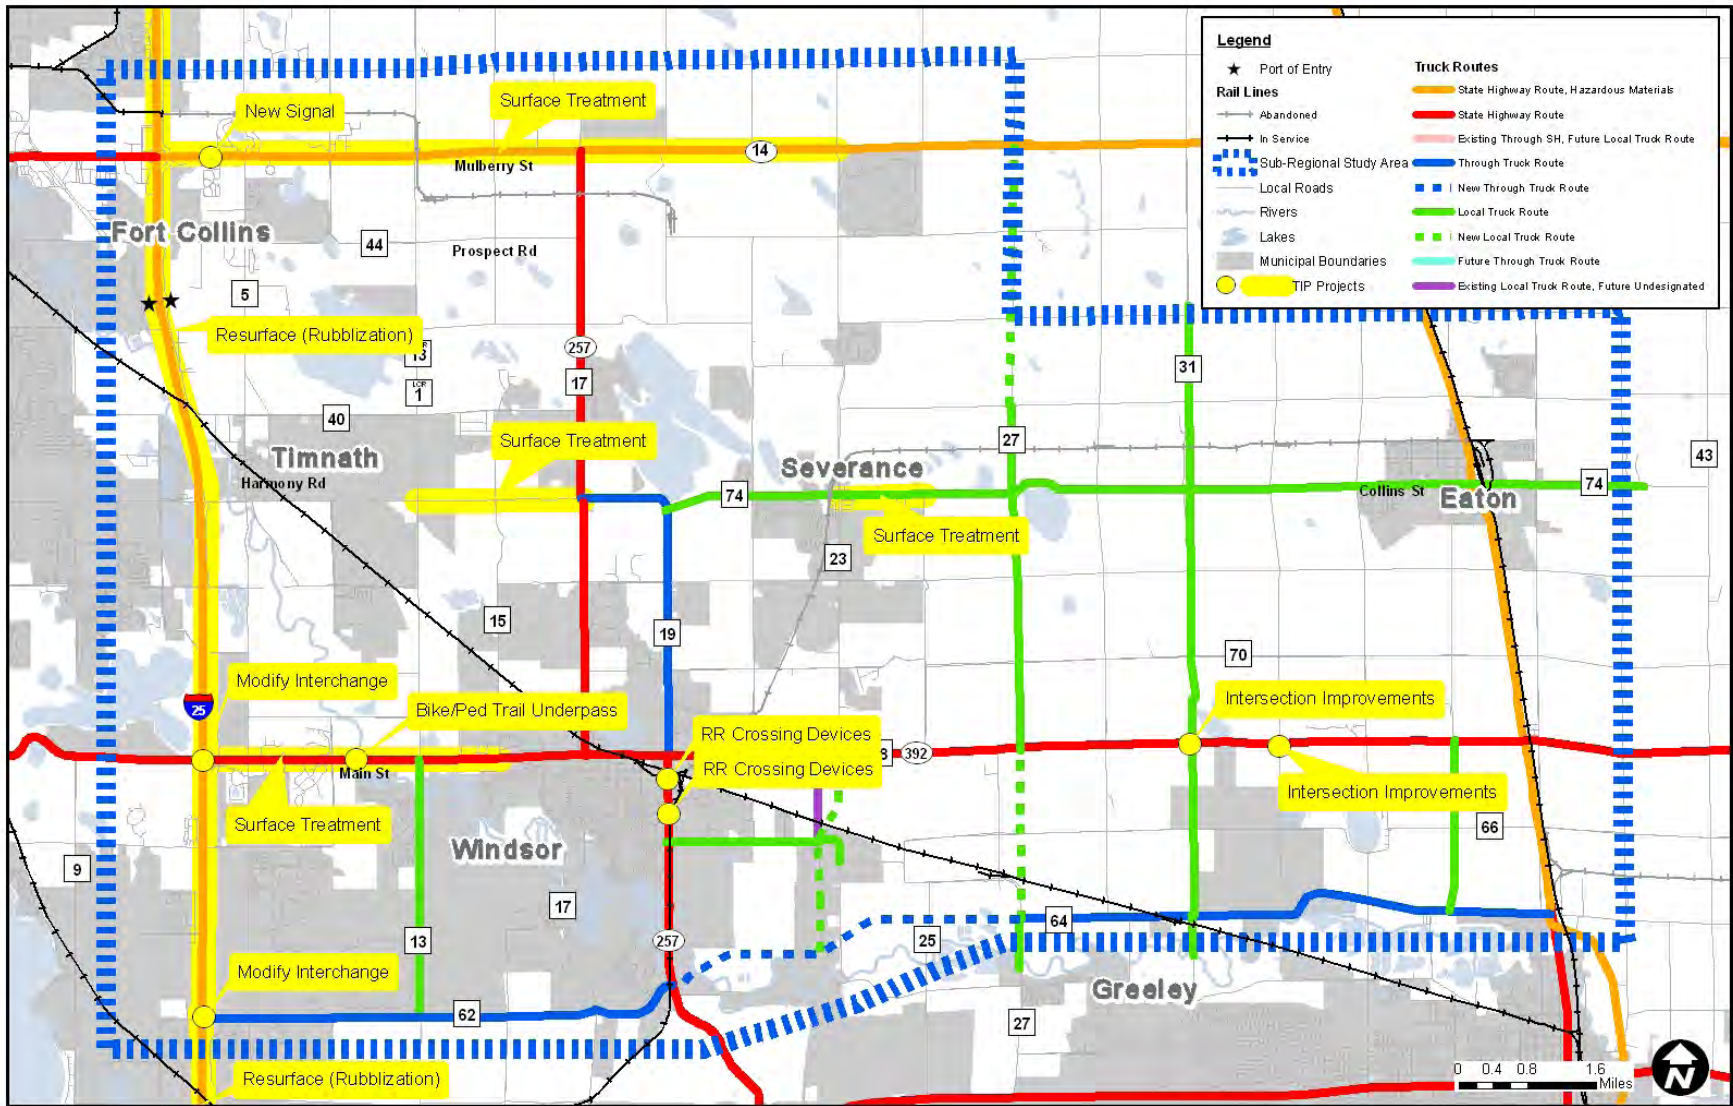 Legend
Port of Entry
Rail Lines
Abandoned
In Service
Sub-Regional Study Area
Local Roads
Rivers
Lakes
Municipal Boundaries
TIP Projects
Truck Routes
State Highway Route, Hazardous Materials
State Highway Route
Existing Through SH, Future Local Truck Route
Through Truck Route
New Through Truck Route
Local Truck Route
New Local Truck Route
Future Through Truck Route
Existing Local Truck Route, Future Undesignated
New Signal
Surface Treatment
14
Mulberry St
Fort Collins
44
Prospect Rd
5
Resurface (Rubblization)
13
LCR
1
257
17
31
40
Surface Treatment
27
Timnath
Harmony Rd
Severance
43
74
Collins St
Eaton
74
Surface Treatment
23
15
19
70
Modify Interchange
25
Bike/Ped Trail Underpass
Intersection Improvements
RR Crossing Devices
392
RR Crossing Devices
Main St
Intersection Improvements
Surface Treatment
66
Windsor
9
17
64
13
257
25
Modify Interchange
Greeley
62
27
Resurface (Rubblization)
0 0.4 0.8 1.6
Miles
N